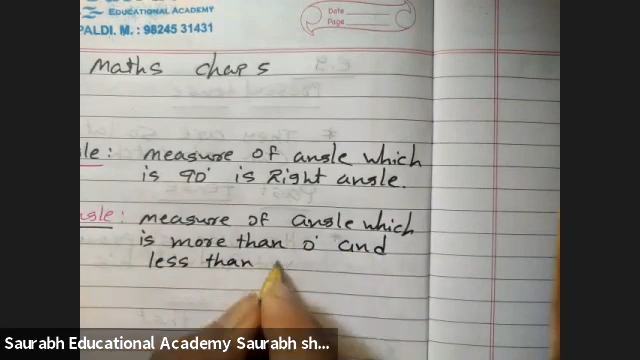 EDUCATIONAL ACADEMY
PALDI. M. : 98245 31431
Date
Page
Maths chap 5
le: measure of angle which
is 90° is Right angle.
gle: measure of angle which
is more than 0° and
less than
Saurabh Educational Academy Saurabh sh...